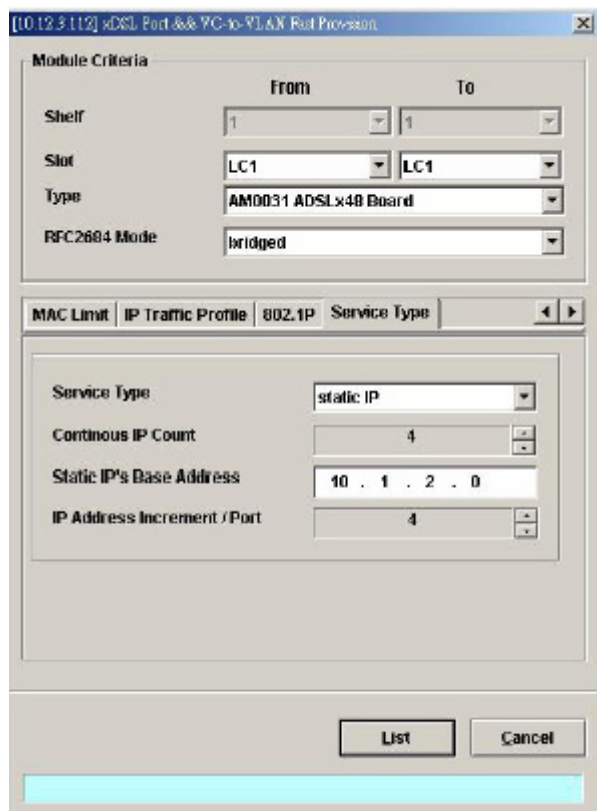 [10.12.3.112] xDSL Port && VC-to-VLAN Fast Provision
Module Criteria
From To
Shelf 1 1
Slot LC1 LC1
Type AM0031 ADSLx48 Board
RFC2684 Mode bridged
MAC Limit IP Traffic Profile 802.1P Service Type
Service Type static IP
Continous IP Count 4
Static IP's Base Address 10 . 1 . 2 . 0
IP Address Increment / Port 4
List Cancel